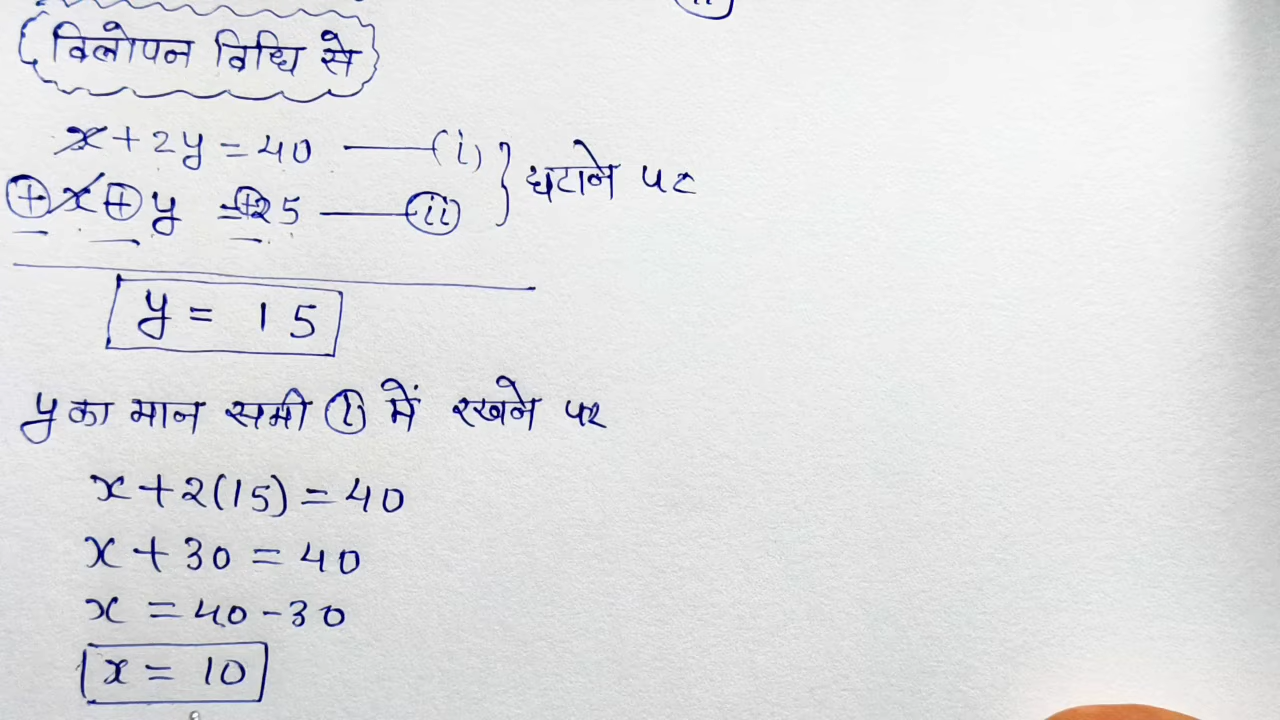 (ii)
विलोपन विधि से
x + 2y = 40 — (i)
x + y = 25 — (ii) } घटाने पर
y = 15
y का मान समी (i) में रखने पर
x + 2(15) = 40
x + 30 = 40
x = 40 - 30
x = 10